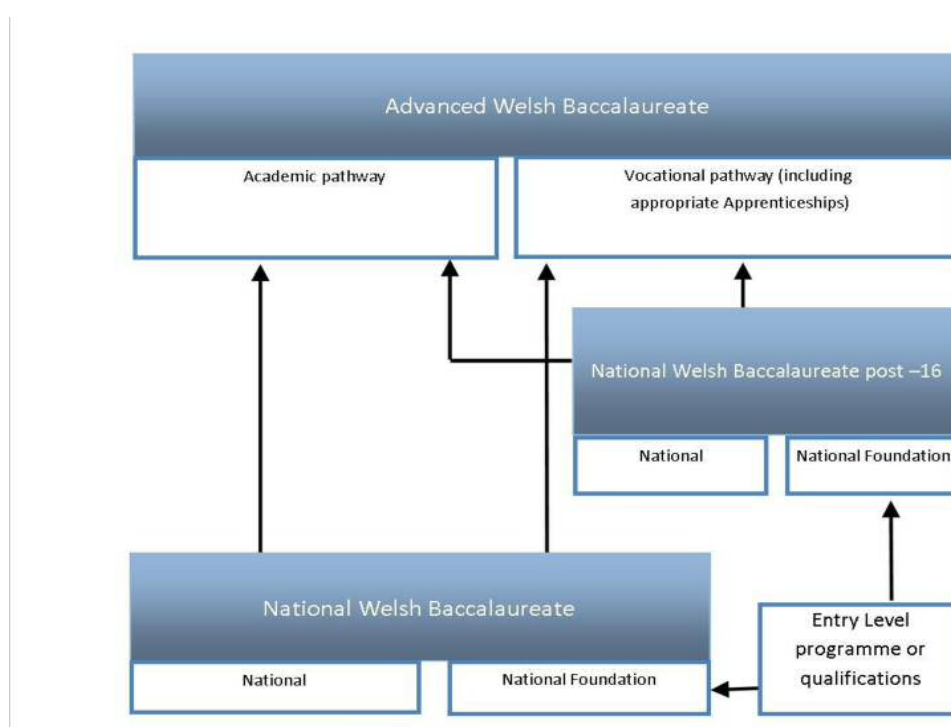 Advanced Welsh Baccalaureate
Academic pathway
Vocational pathway (including
appropriate Apprenticeships)
National Welsh Baccalaureate post –16
National
National Foundation
National Welsh Baccalaureate
National
National Foundation
Entry Level
programme or
qualifications